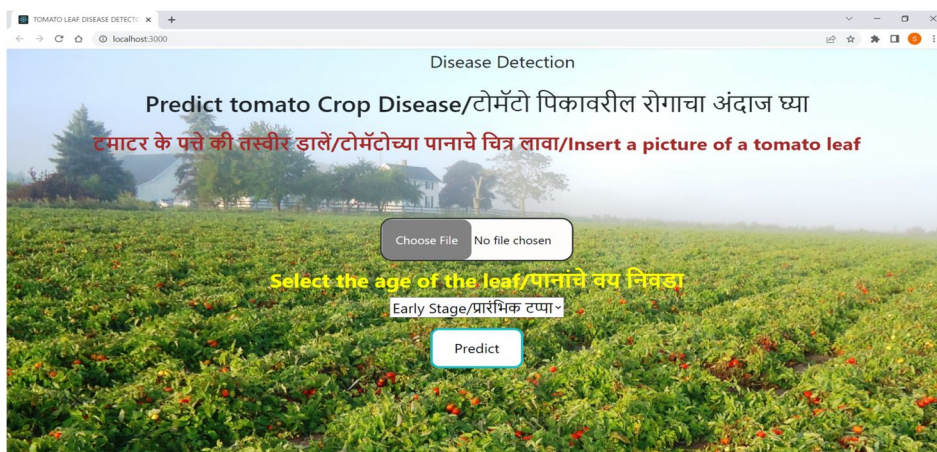 TOMATO LEAF DISEASE DETECTO
localhost:3000
S
Disease Detection
Predict tomato Crop Disease/टोमॅटो पिकावरील रोगाचा अंदाज घ्या
टमाटर के पत्ते की तस्वीर डालें/टोमॅटोच्या पानाचे चित्र लावा/Insert a picture of a tomato leaf
Choose File No file chosen
Select the age of the leaf/पानांचे वय निवडा
Early Stage/प्रारंभिक टप्पा
Predict